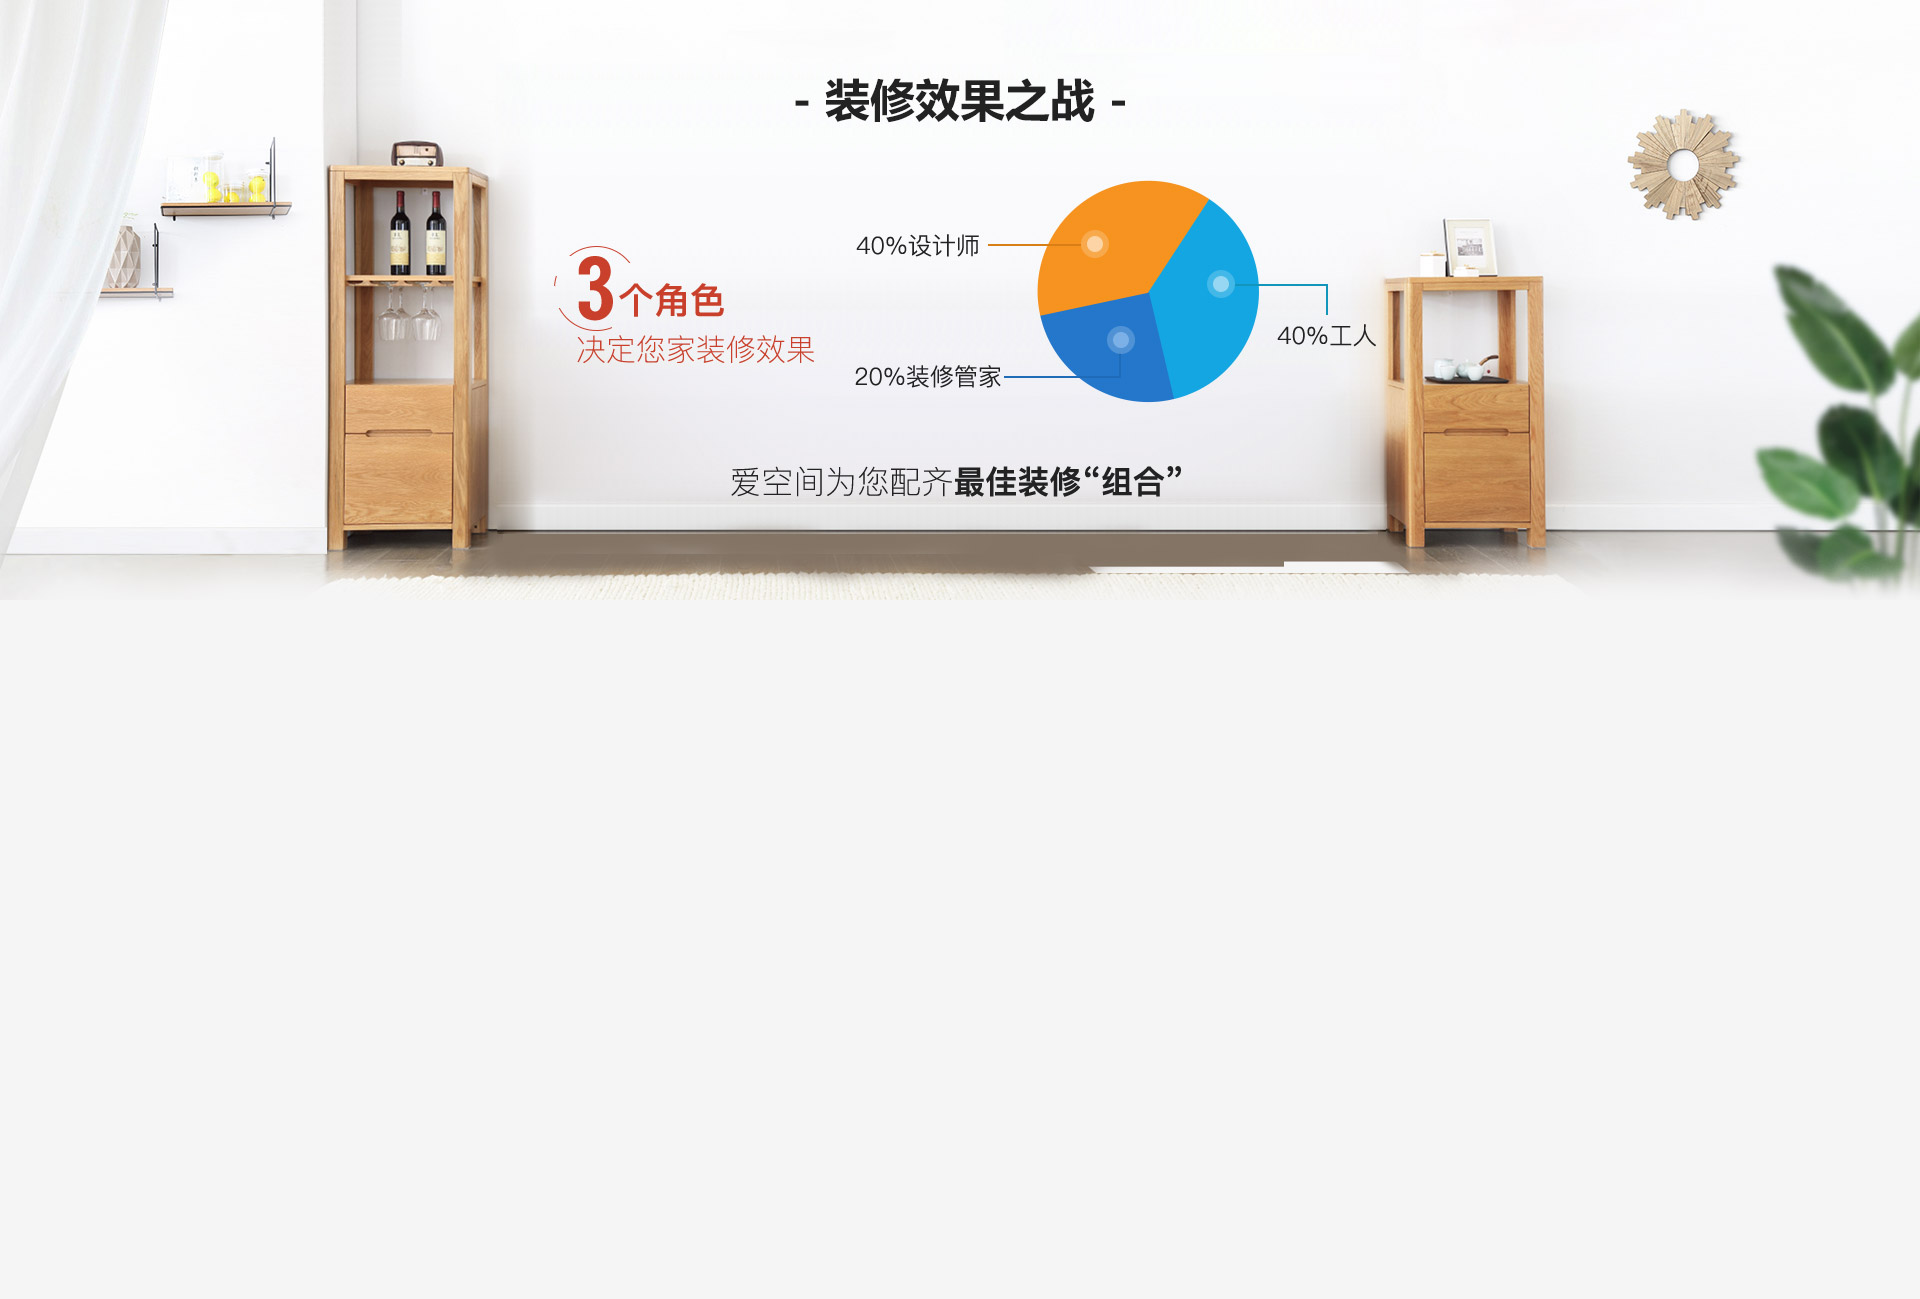 - 装修效果之战 -
3个角色
决定您家装修效果
40%设计师
20%装修管家
40%工人
爱空间为您配齐最佳装修“组合”